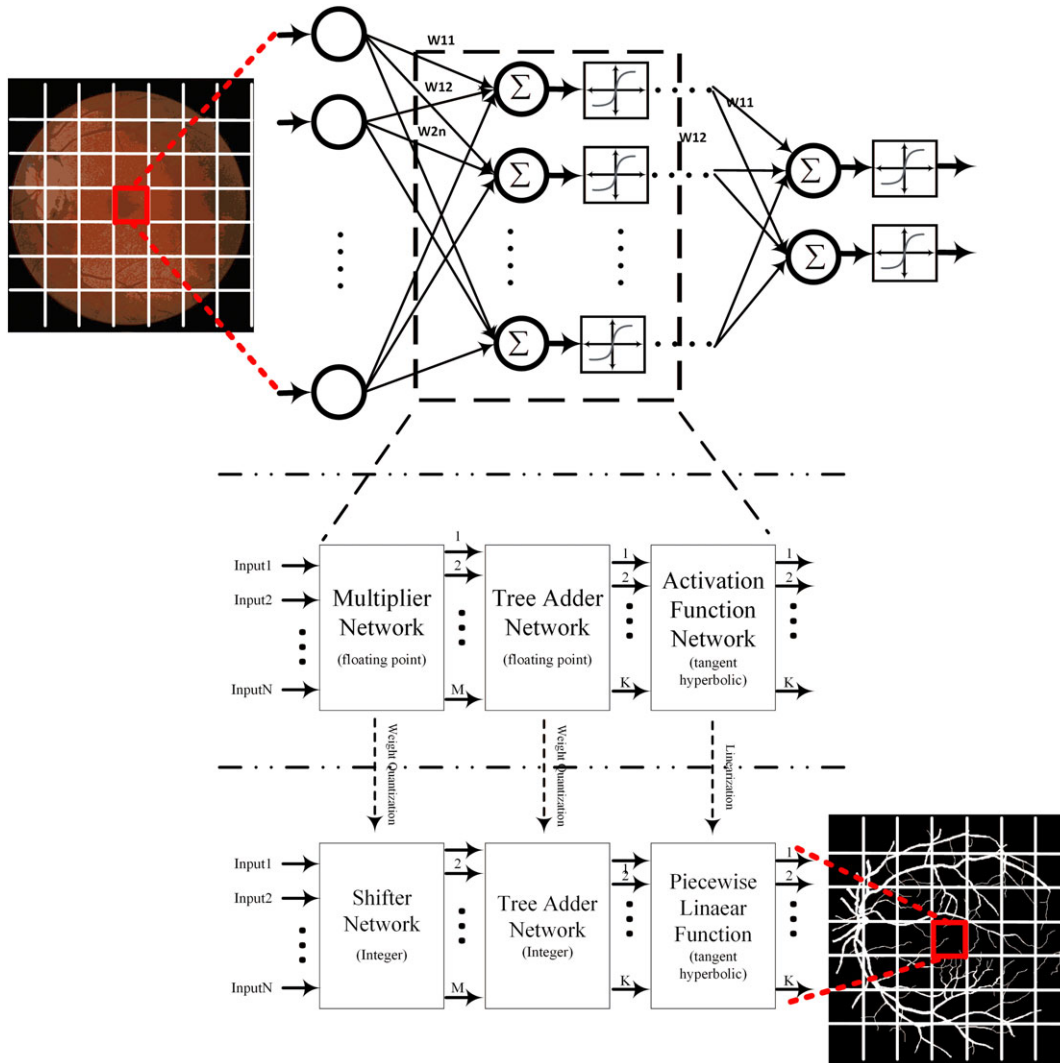 W11
W12
W2n
Σ
Σ
Σ
W11
W12
Σ
Σ
Input1
Input2
InputN
Multiplier
Network
(floating point)
1
2
M
Tree Adder
Network
(floating point)
1
2
K
Activation
Function
Network
(tangent
hyperbolic)
1
2
K
Weight Quantization
Weight Quantization
Linearization
Input1
Input2
InputN
Shifter
Network
(Integer)
2
M
Tree Adder
Network
(Integer)
1
2
K
Piecewise
Linaear
Function
(tangent
hyperbolic)
1
2
K